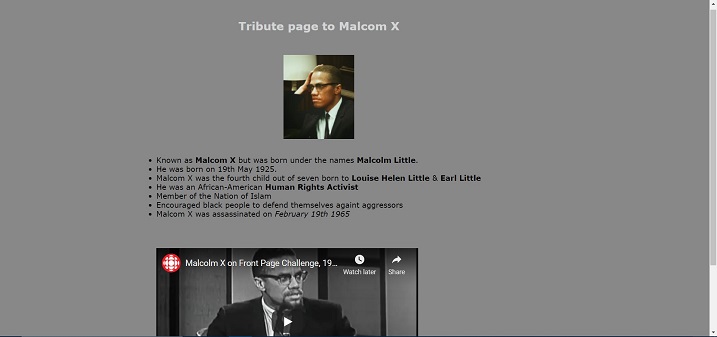 Tribute page to Malcom X
Known as Malcom X but was born under the names Malcolm Little.
He was born on 19th May 1925.
Malcom X was the fourth child out of seven born to Louise Helen Little & Earl Little
He was an African-American Human Rights Activist
Member of the Nation of Islam
Encouraged black people to defend themselves againt aggressors
Malcom X was assassinated on February 19th 1965
Malcolm X on Front Page Challenge, 19...
Watch later
Share